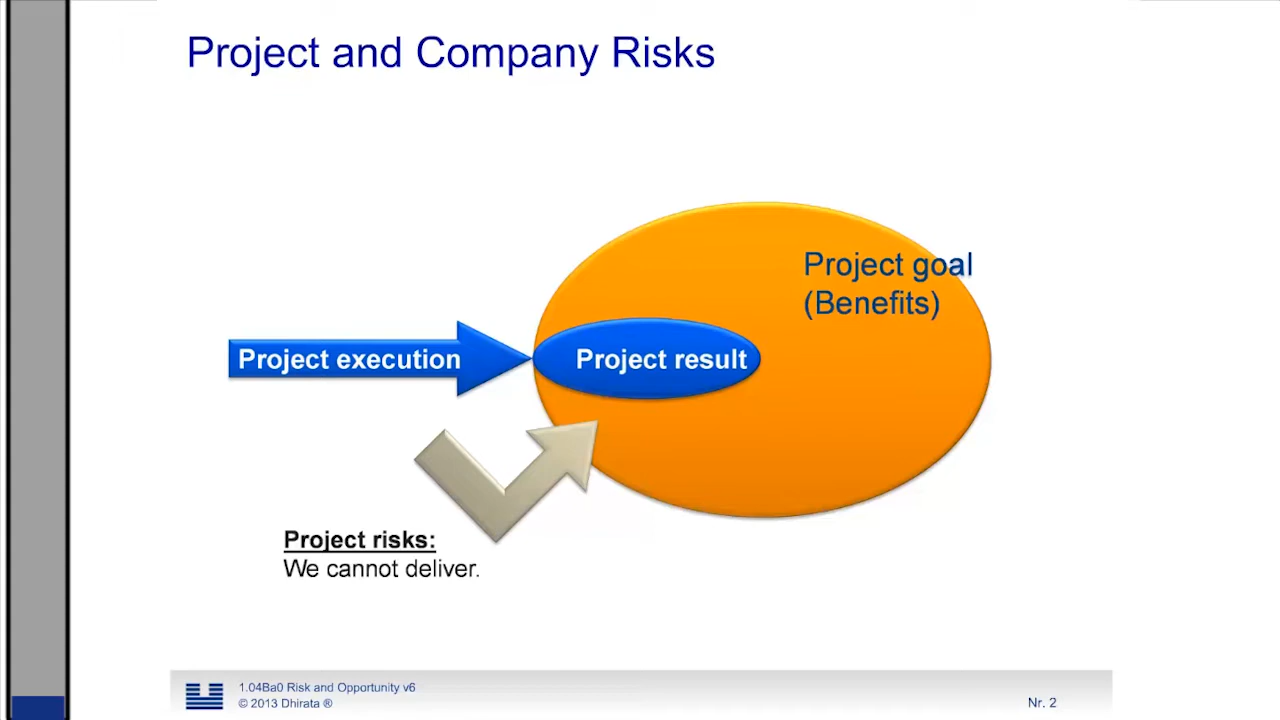 Project and Company Risks
Project goal
(Benefits)
Project execution
Project result
Project risks:
We cannot deliver.
1.04Ba0 Risk and Opportunity v6
© 2013 Dhirata ®
Nr. 2